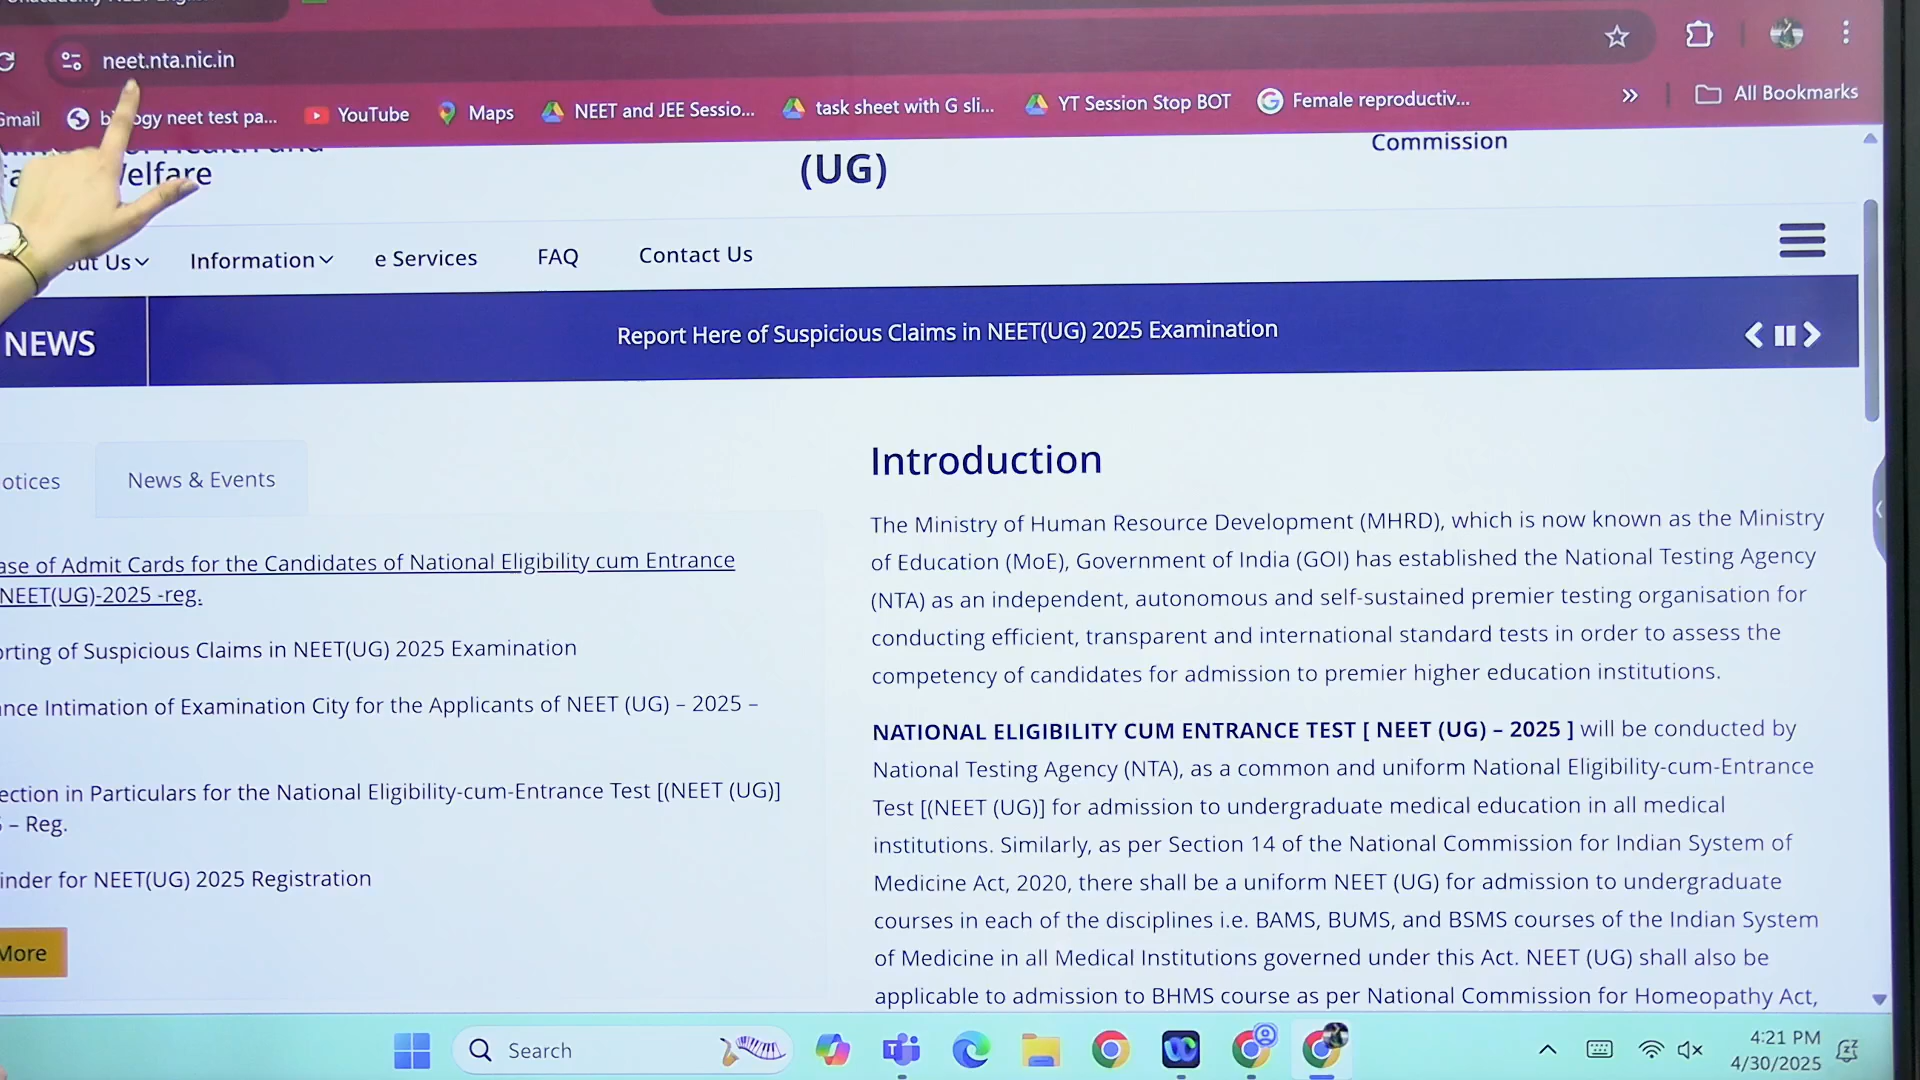 neet.nta.nic.in
Gmail
neet test pa...
YouTube
Maps
NEET and JEE Sessio...
task sheet with G sli...
YT Session Stop BOT
Female reproductiv...
All Bookmarks
Welfare
(UG)
Commission
out Us
Information
e Services
FAQ
Contact Us
NEWS
Report Here of Suspicious Claims in NEET(UG) 2025 Examination
otices
News & Events
ase of Admit Cards for the Candidates of National Eligibility cum Entrance
NEET(UG)-2025 -reg.
orting of Suspicious Claims in NEET(UG) 2025 Examination
ance Intimation of Examination City for the Applicants of NEET (UG) – 2025 –
ection in Particulars for the National Eligibility-cum-Entrance Test [(NEET (UG)]
– Reg.
inder for NEET(UG) 2025 Registration
More
Introduction
The Ministry of Human Resource Development (MHRD), which is now known as the Ministry
of Education (MoE), Government of India (GOI) has established the National Testing Agency
(NTA) as an independent, autonomous and self-sustained premier testing organisation for
conducting efficient, transparent and international standard tests in order to assess the
competency of candidates for admission to premier higher education institutions.
NATIONAL ELIGIBILITY CUM ENTRANCE TEST [ NEET (UG) – 2025 ] will be conducted by
National Testing Agency (NTA), as a common and uniform National Eligibility-cum-Entrance
Test [(NEET (UG)] for admission to undergraduate medical education in all medical
institutions. Similarly, as per Section 14 of the National Commission for Indian System of
Medicine Act, 2020, there shall be a uniform NEET (UG) for admission to undergraduate
courses in each of the disciplines i.e. BAMS, BUMS, and BSMS courses of the Indian System
of Medicine in all Medical Institutions governed under this Act. NEET (UG) shall also be
applicable to admission to BHMS course as per National Commission for Homeopathy Act,
Search
4:21 PM
4/30/2025